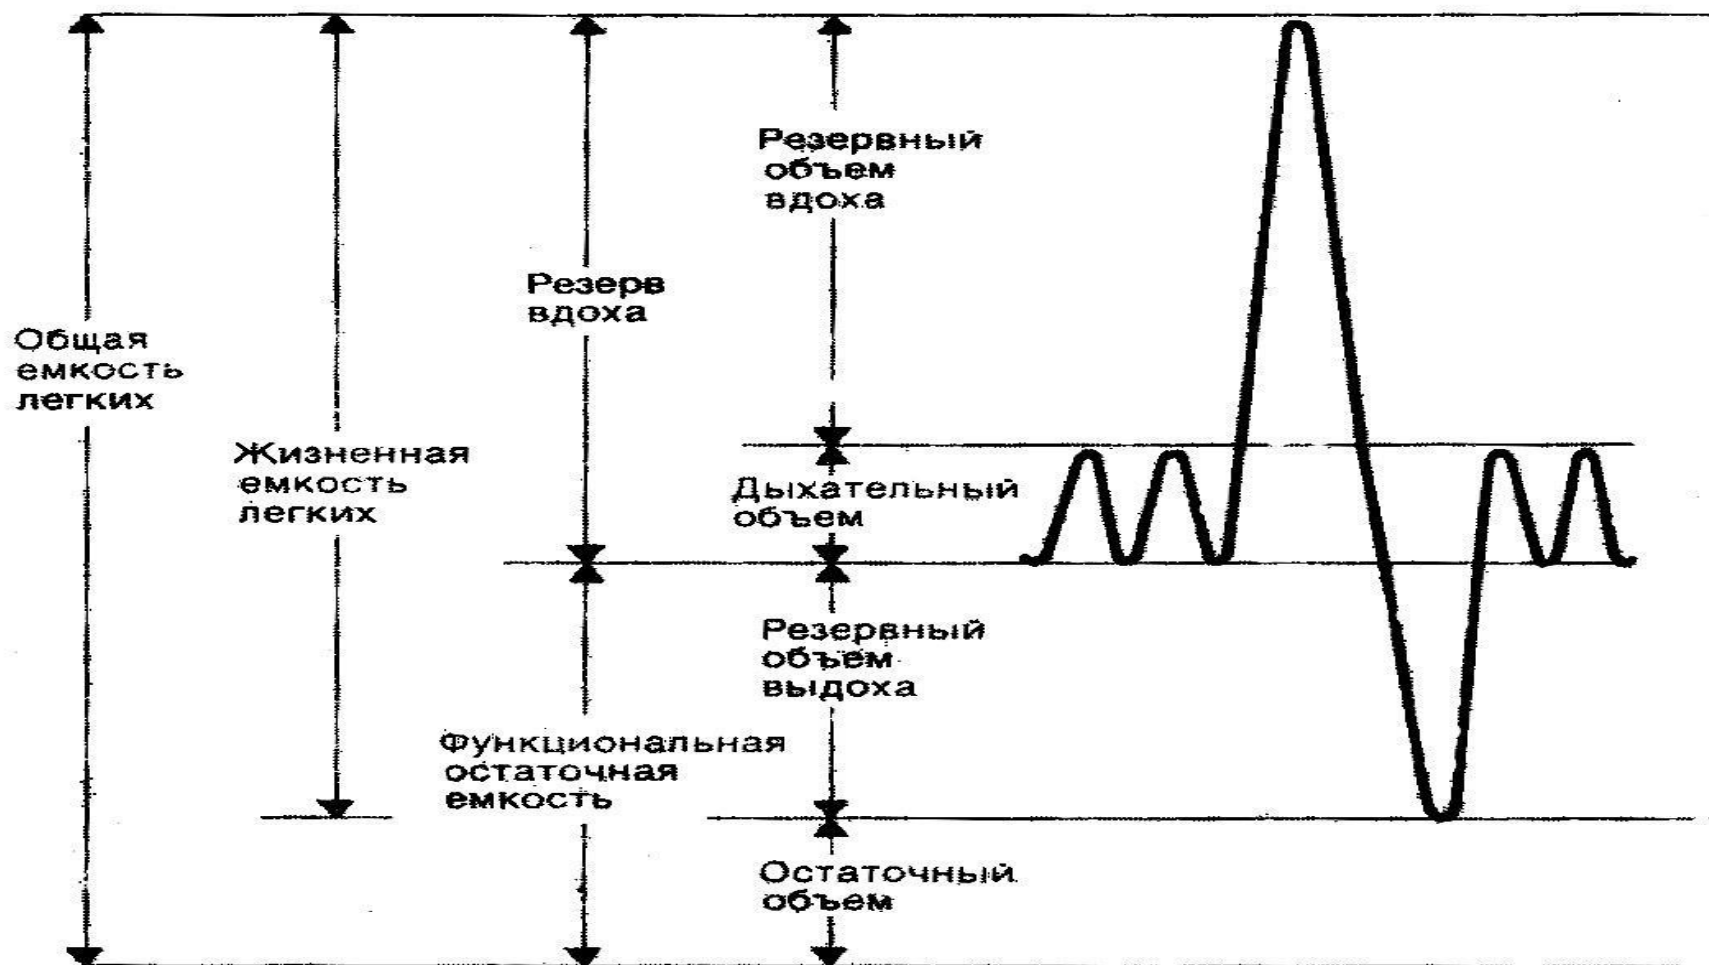 Общая
емкость
легких
Жизненная
емкость
легких
Резерв
вдоха
Функциональная
остаточная
емкость
Резервный
объем
вдоха
Дыхательный
объем
Резервный
объем
выдоха
Остаточный
объем